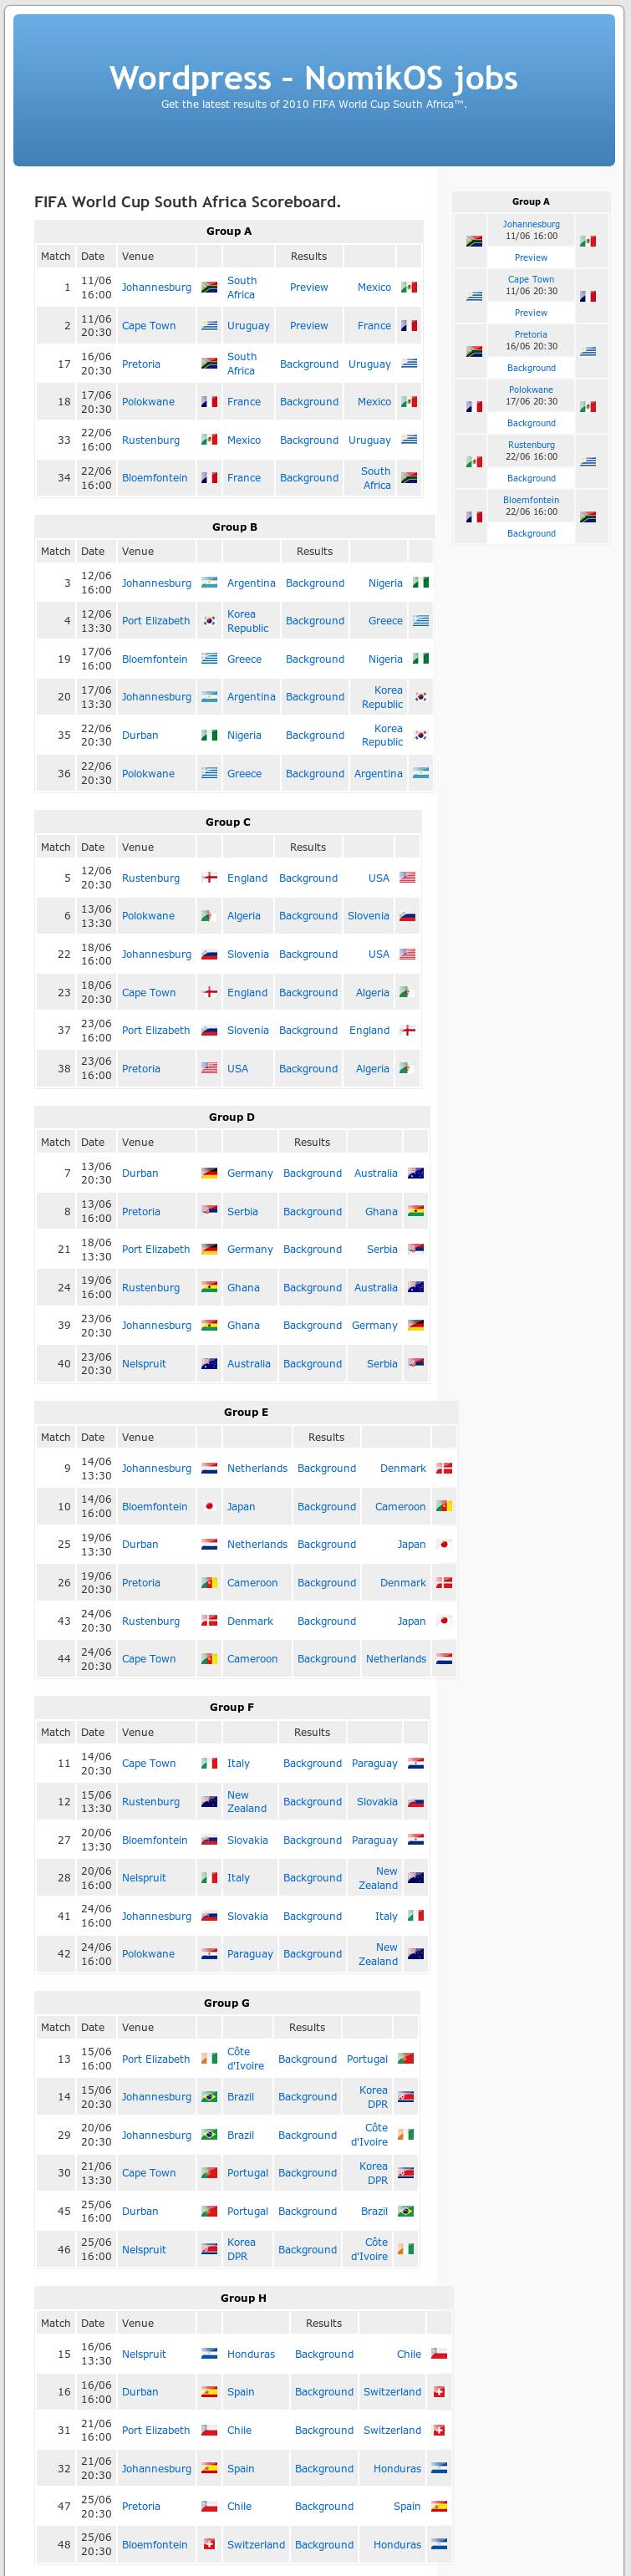 Wordpress – NomikOS jobs
Get the latest results of 2010 FIFA World Cup South Africa™.
FIFA World Cup South Africa Scoreboard.
Group A
Match Date Venue Results
1 11/06 16:00 Johannesburg South Africa Preview Mexico
2 11/06 20:30 Cape Town Uruguay Preview France
17 16/06 20:30 Pretoria South Africa Background Uruguay
18 17/06 20:30 Polokwane France Background Mexico
33 22/06 16:00 Rustenburg Mexico Background Uruguay
34 22/06 16:00 Bloemfontein France Background South Africa
Group B
Match Date Venue Results
3 12/06 16:00 Johannesburg Argentina Background Nigeria
4 12/06 13:30 Port Elizabeth Korea Republic Background Greece
19 17/06 16:00 Bloemfontein Greece Background Nigeria
20 17/06 13:30 Johannesburg Argentina Background Korea Republic
35 22/06 20:30 Durban Nigeria Background Korea Republic
36 22/06 20:30 Polokwane Greece Background Argentina
Group C
Match Date Venue Results
5 12/06 20:30 Rustenburg England Background USA
6 13/06 13:30 Polokwane Algeria Background Slovenia
22 18/06 16:00 Johannesburg Slovenia Background USA
23 18/06 20:30 Cape Town England Background Algeria
37 23/06 16:00 Port Elizabeth Slovenia Background England
38 23/06 16:00 Pretoria USA Background Algeria
Group D
Match Date Venue Results
7 13/06 20:30 Durban Germany Background Australia
8 13/06 16:00 Pretoria Serbia Background Ghana
21 18/06 13:30 Port Elizabeth Germany Background Serbia
24 19/06 16:00 Rustenburg Ghana Background Australia
39 23/06 20:30 Johannesburg Ghana Background Germany
40 23/06 20:30 Nelspruit Australia Background Serbia
Group E
Match Date Venue Results
9 14/06 13:30 Johannesburg Netherlands Background Denmark
10 14/06 16:00 Bloemfontein Japan Background Cameroon
25 19/06 13:30 Durban Netherlands Background Japan
26 19/06 20:30 Pretoria Cameroon Background Denmark
43 24/06 20:30 Rustenburg Denmark Background Japan
44 24/06 20:30 Cape Town Cameroon Background Netherlands
Group F
Match Date Venue Results
11 14/06 20:30 Cape Town Italy Background Paraguay
12 15/06 13:30 Rustenburg New Zealand Background Slovakia
27 20/06 13:30 Bloemfontein Slovakia Background Paraguay
28 20/06 16:00 Nelspruit Italy Background New Zealand
41 24/06 16:00 Johannesburg Slovakia Background Italy
42 24/06 16:00 Polokwane Paraguay Background New Zealand
Group G
Match Date Venue Results
13 15/06 16:00 Port Elizabeth Côte d'Ivoire Background Portugal
14 15/06 20:30 Johannesburg Brazil Background Korea DPR
29 20/06 20:30 Johannesburg Brazil Background Côte d'Ivoire
30 21/06 13:30 Cape Town Portugal Background Korea DPR
45 25/06 16:00 Durban Portugal Background Brazil
46 25/06 16:00 Nelspruit Korea DPR Background Côte d'Ivoire
Group H
Match Date Venue Results
15 16/06 13:30 Nelspruit Honduras Background Chile
16 16/06 16:00 Durban Spain Background Switzerland
31 21/06 16:00 Port Elizabeth Chile Background Switzerland
32 21/06 20:30 Johannesburg Spain Background Honduras
47 25/06 20:30 Pretoria Chile Background Spain
48 25/06 20:30 Bloemfontein Switzerland Background Honduras
Group A
Johannesburg
11/06 16:00
Preview
Cape Town
11/06 20:30
Preview
Pretoria
16/06 20:30
Background
Polokwane
17/06 20:30
Background
Rustenburg
22/06 16:00
Background
Bloemfontein
22/06 16:00
Background